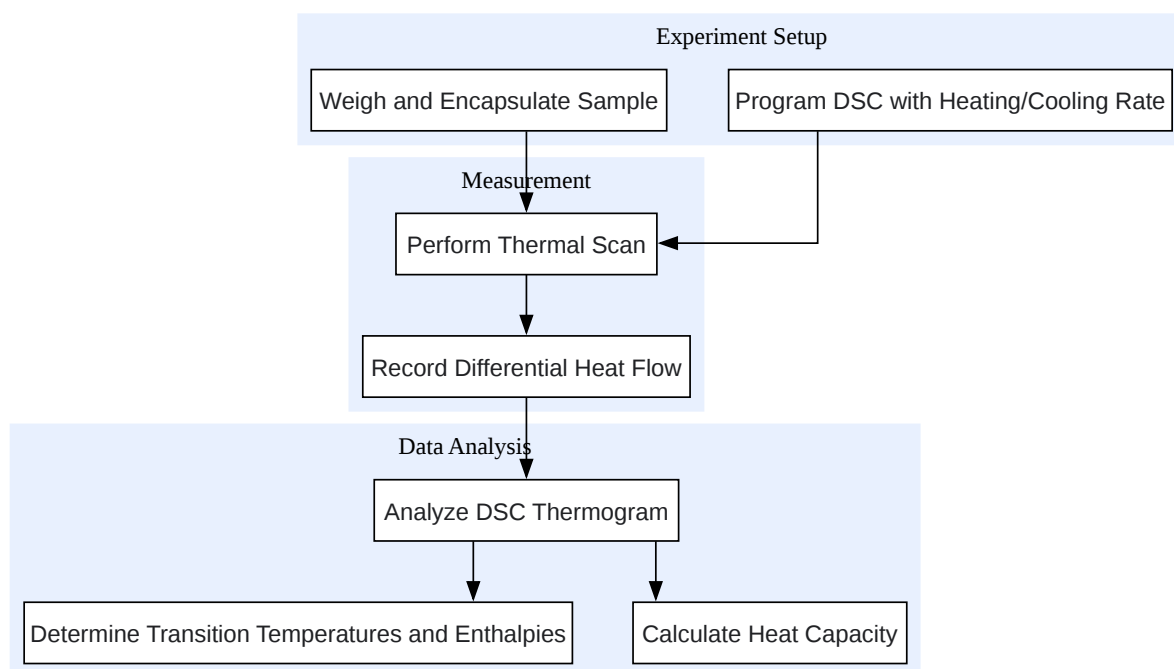 Experiment Setup
Weigh and Encapsulate Sample
Program DSC with Heating/Cooling Rate
Measurement
Perform Thermal Scan
Record Differential Heat Flow
Data Analysis
Analyze DSC Thermogram
Determine Transition Temperatures and Enthalpies
Calculate Heat Capacity